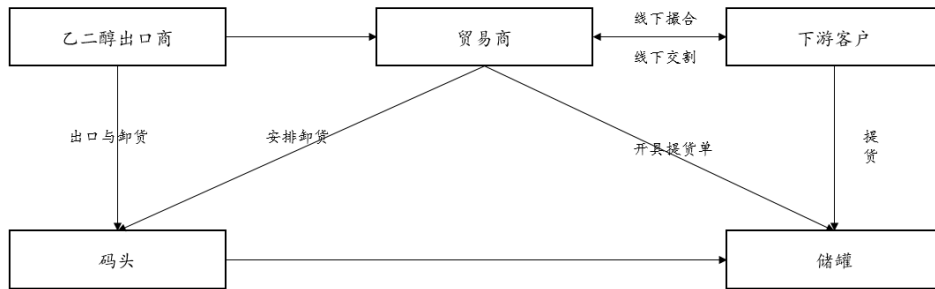 线下撮合
乙二醇出口商
贸易商
下游客户
线下交割
出口与卸货
安排卸货
开具提货单
提
货
码头
储罐